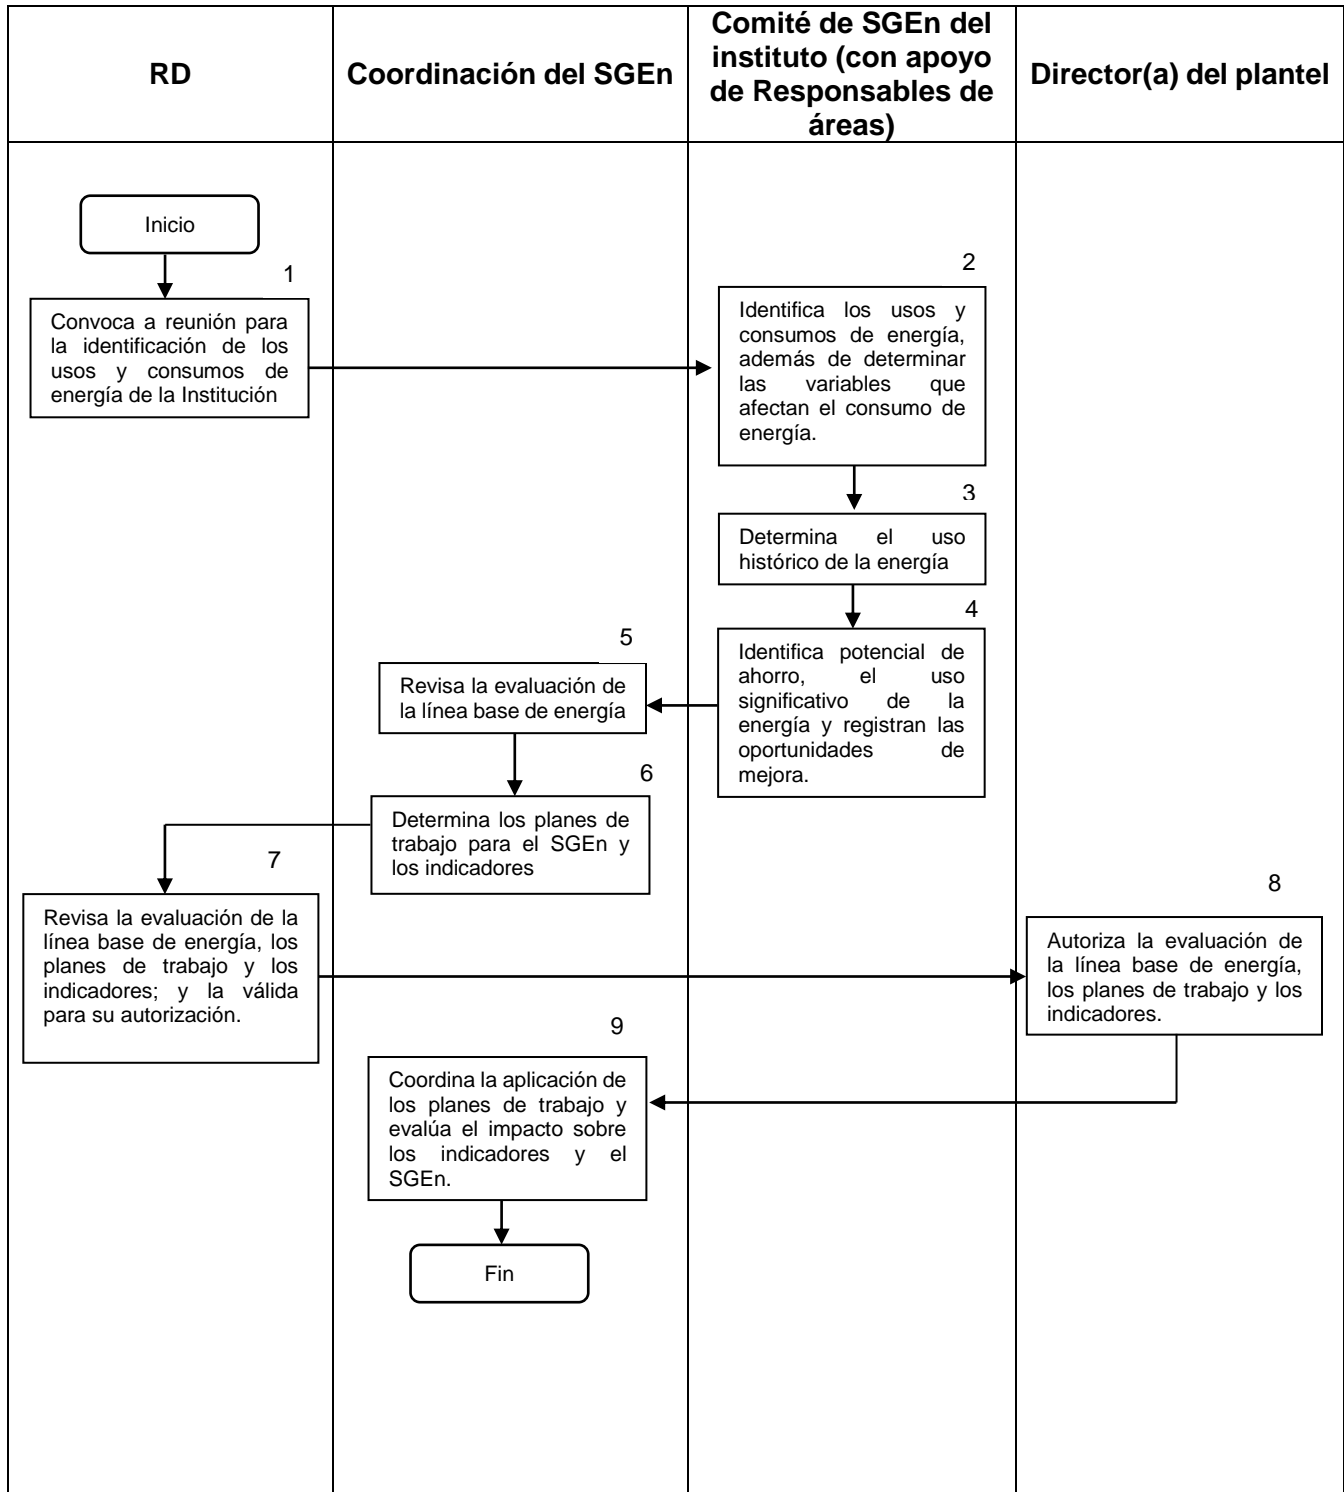 RD
Coordinación del SGEn
Comité de SGEn del
instituto (con apoyo
de Responsables de
áreas)
Director(a) del plantel
Inicio
1
Convoca a reunión para
la identificación de los
usos y consumos de
energía de la Institución
2
Identifica los usos y
consumos de energía,
además de determinar
las variables que
afectan el consumo de
energía.
3
Determina el uso
histórico de la energía
4
Identifica potencial de
ahorro, el uso
significativo de la
energía y registran las
oportunidades de
mejora.
5
Revisa la evaluación de
la línea base de energía
6
Determina los planes de
trabajo para el SGEn y
los indicadores
7
Revisa la evaluación de la
línea base de energía, los
planes de trabajo y los
indicadores; y la válida
para su autorización.
8
Autoriza la evaluación de
la línea base de energía,
los planes de trabajo y los
indicadores.
9
Coordina la aplicación de
los planes de trabajo y
evalúa el impacto sobre
los indicadores y el
SGEn.
Fin